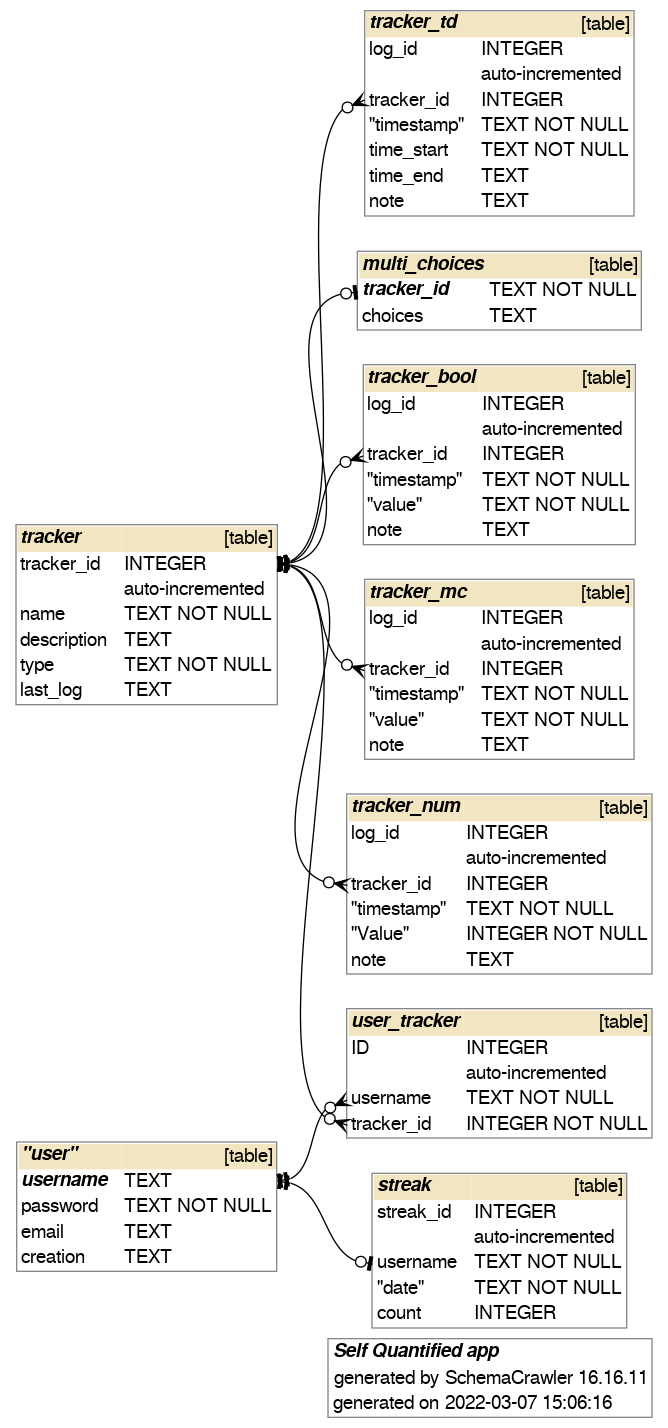 tracker_td [table]
log_id INTEGER
auto-incremented
tracker_id INTEGER
"timestamp" TEXT NOT NULL
time_start TEXT NOT NULL
time_end TEXT
note TEXT
multi_choices [table]
tracker_id TEXT NOT NULL
choices TEXT
tracker_bool [table]
log_id INTEGER
auto-incremented
tracker_id INTEGER
"timestamp" TEXT NOT NULL
"value" TEXT NOT NULL
note TEXT
tracker [table]
tracker_id INTEGER
auto-incremented
name TEXT NOT NULL
description TEXT
type TEXT NOT NULL
last_log TEXT
tracker_mc [table]
log_id INTEGER
auto-incremented
tracker_id INTEGER
"timestamp" TEXT NOT NULL
"value" TEXT NOT NULL
note TEXT
tracker_num [table]
log_id INTEGER
auto-incremented
tracker_id INTEGER
"timestamp" TEXT NOT NULL
"Value" INTEGER NOT NULL
note TEXT
user_tracker [table]
ID INTEGER
auto-incremented
username TEXT NOT NULL
tracker_id INTEGER NOT NULL
"user" [table]
username TEXT
password TEXT NOT NULL
email TEXT
creation TEXT
streak [table]
streak_id INTEGER
auto-incremented
username TEXT NOT NULL
"date" TEXT NOT NULL
count INTEGER
Self Quantified app
generated by SchemaCrawler 16.16.11
generated on 2022-03-07 15:06:16